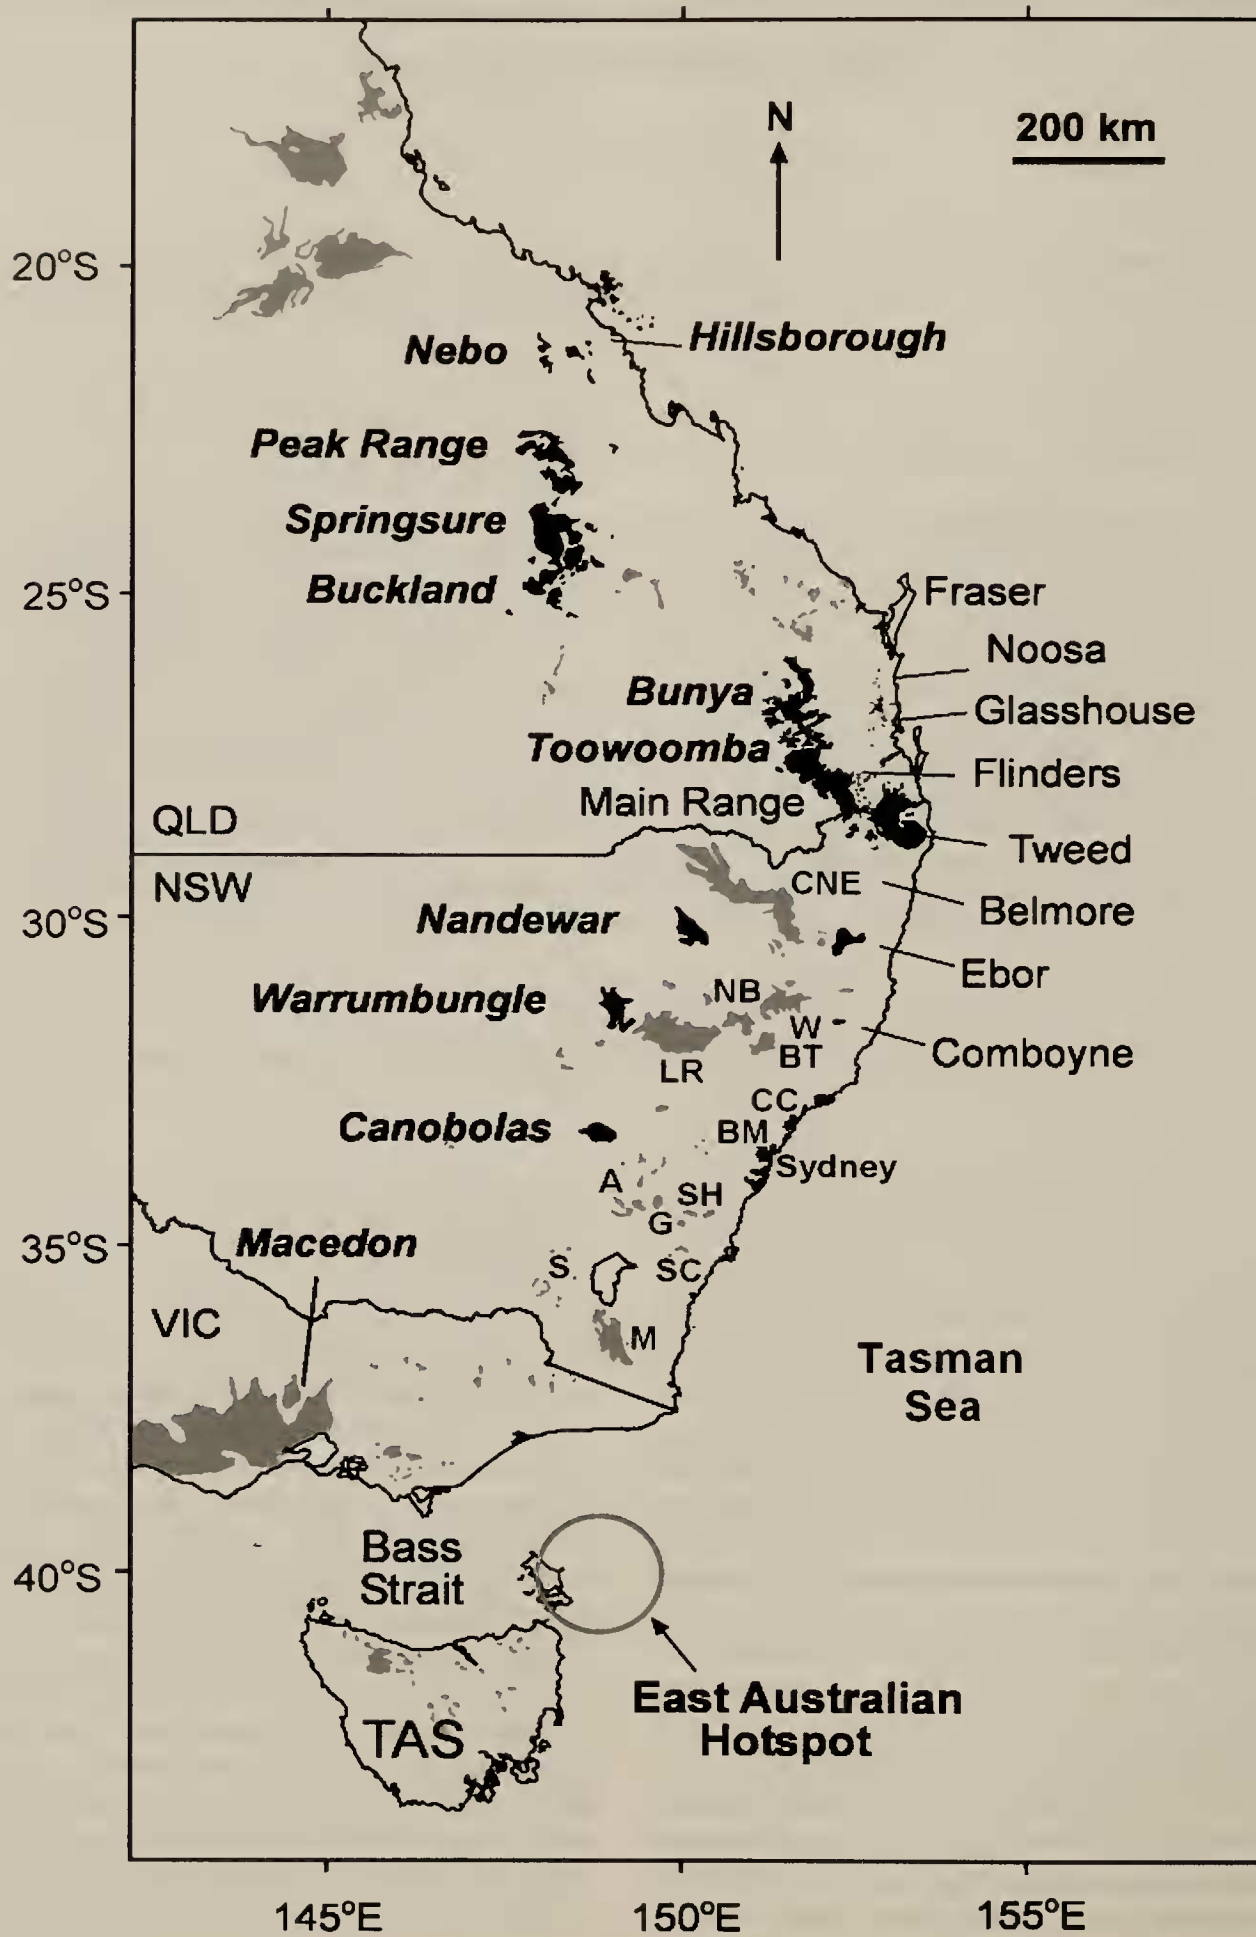 N
200 km
20°S
Hillsborough
Nebo
Peak Range
Springsure
25°S
Buckland
Fraser
Noosa
Bunya
Glasshouse
Toowoomba
Flinders
Main Range
QLD
Tweed
NSW
CNE
Belmore
30°S
Nandewar
Ebor
Warrumbungle
NB
W
BT
Comboyne
LR
CC
Canobolas
BM
Sydney
A
SH
G
35°S
Macedon
S
SC
VIC
M
Tasman
Sea
Bass
Strait
40°S
East Australian
Hotspot
TAS
145°E
150°E
155°E